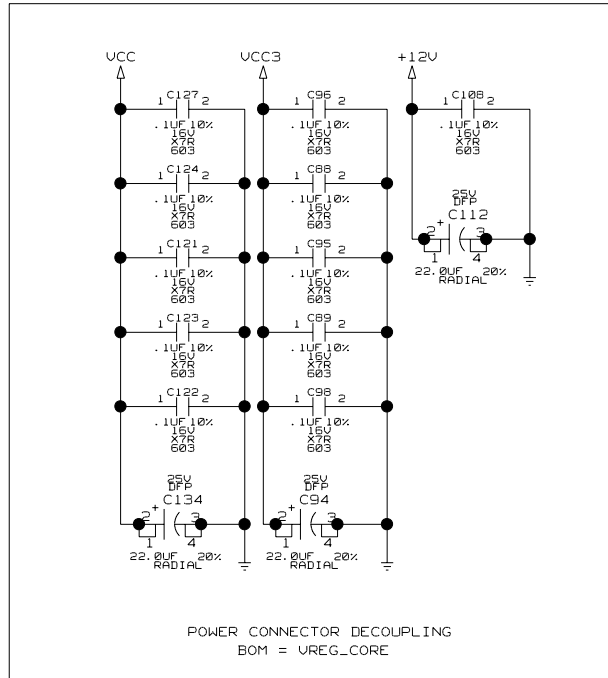 VCC
VCC3
+12V
C127
1 2
.1UF 10%
16V
X7R
603
C96
1 2
.1UF 10%
16V
X7R
603
C108
1 2
.1UF 10%
16V
X7R
603
C124
1 2
.1UF 10%
16V
X7R
603
C88
1 2
.1UF 10%
16V
X7R
603
25V
DFP
C112
2 + 3
1 4
22.0UF 20%
RADIAL
C121
1 2
.1UF 10%
16V
X7R
603
C95
1 2
.1UF 10%
16V
X7R
603
C123
1 2
.1UF 10%
16V
X7R
603
C89
1 2
.1UF 10%
16V
X7R
603
C122
1 2
.1UF 10%
16V
X7R
603
C98
1 2
.1UF 10%
16V
X7R
603
25V
DFP
C134
2 + 3
1 4
22.0UF 20%
RADIAL
25V
DFP
C94
2 + 3
1 4
22.0UF 20%
RADIAL
POWER CONNECTOR DECOUPLING
BOM = VREG_CORE